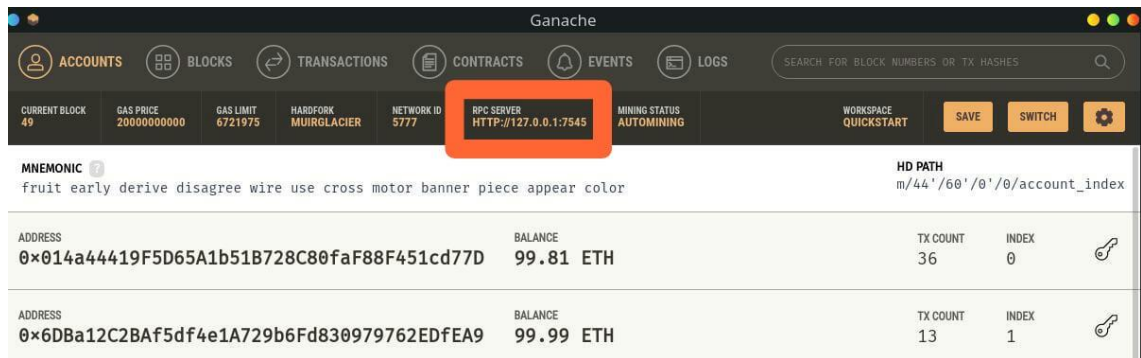 Ganache
ACCOUNTS BLOCKS TRANSACTIONS CONTRACTS EVENTS LOGS SEARCH FOR BLOCK NUMBERS OR TX HASHES
CURRENT BLOCK GAS PRICE GAS LIMIT HARDFORK NETWORK ID RPC SERVER MINING STATUS WORKSPACE
49 20000000000 6721975 MUIRGLACIER 5777 HTTP://127.0.0.1:7545 AUTOMINING QUICKSTART SAVE SWITCH
MNEMONIC ? HD PATH
fruit early derive disagree wire use cross motor banner piece appear color m/44'/60'/0'/0/account_index
ADDRESS BALANCE TX COUNT INDEX
0×014a44419F5D65A1b51B728C80faF88F451cd77D 99.81 ETH 36 0
ADDRESS BALANCE TX COUNT INDEX
0×6DBa12C2BAf5df4e1A729b6Fd830979762EDfEA9 99.99 ETH 13 1